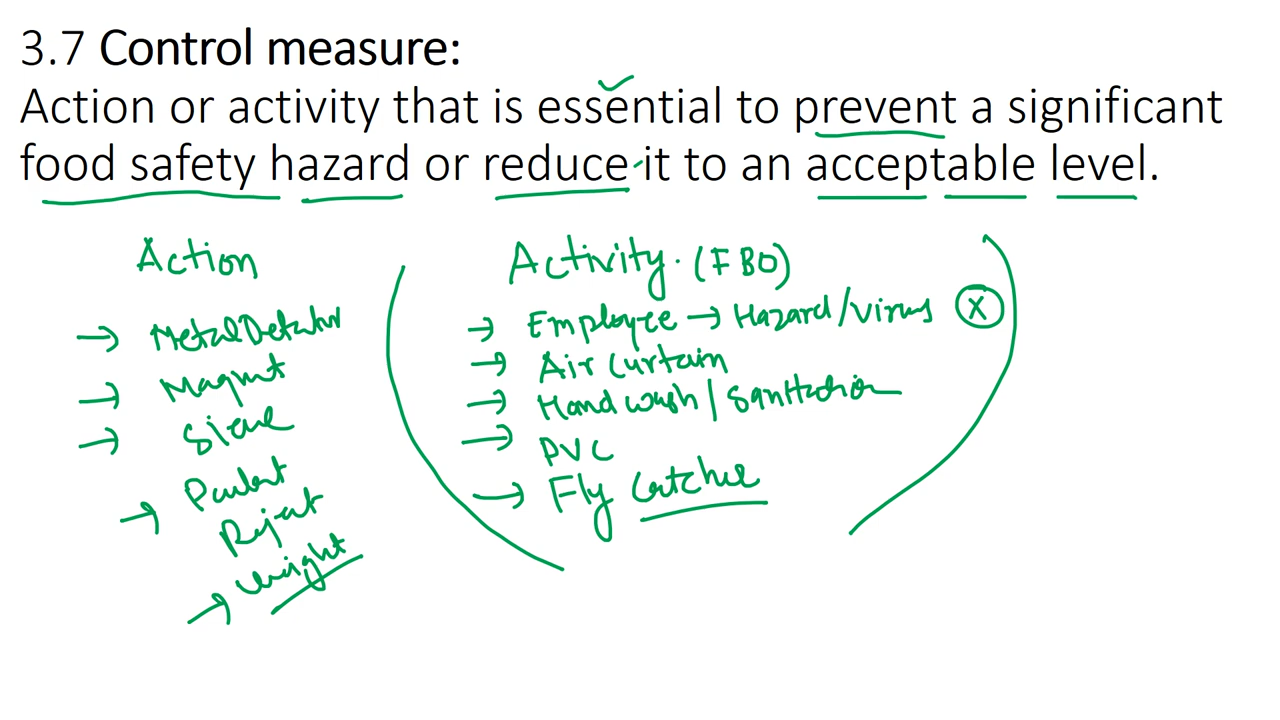 3.7 Control measure:
Action or activity that is essential to prevent a significant
food safety hazard or reduce it to an acceptable level.
Action
→ Metal Detector
→ Magnet
→ Sieve
→
Reject
→ Weight
Activity. (FBO)
→ Employee → Hazard/virus (X)
→ Air Curtain
→ Hand wash / Sanitization
→ PVC
→ Fly Catcher